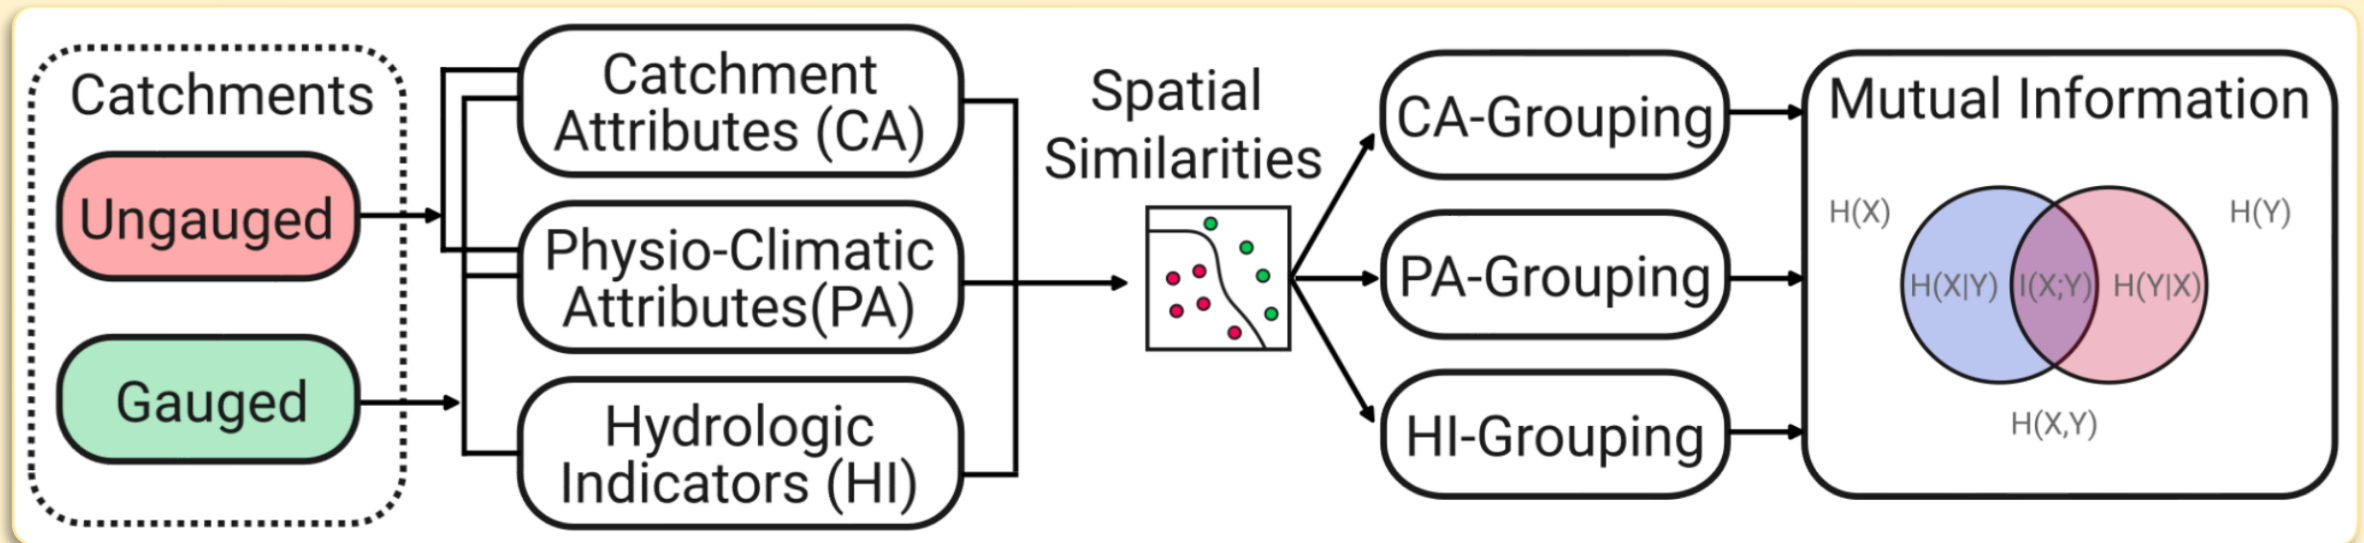 Catchments
Ungauged
Gauged
Catchment
Attributes (CA)
Physio-Climatic
Attributes(PA)
Hydrologic
Indicators (HI)
Spatial
Similarities
CA-Grouping
PA-Grouping
HI-Grouping
Mutual Information
H(X)
H(Y)
H(X|Y)
I(X;Y)
H(Y|X)
H(X,Y)